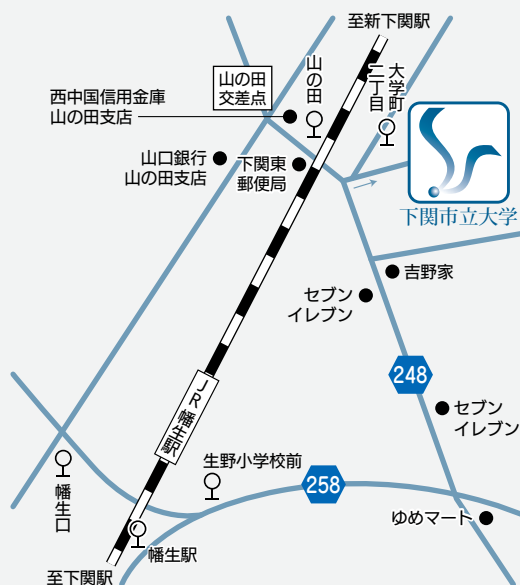 至新下関駅
山の田
大学町
二丁目
山の田
交差点
西中国信用金庫
山の田支店
山口銀行
山の田支店
下関東
郵便局
下関市立大学
吉野家
セブン
イレブン
248
JR幡生駅
セブン
イレブン
生野小学校前
258
幡生口
ゆめマート
幡生駅
至下関駅